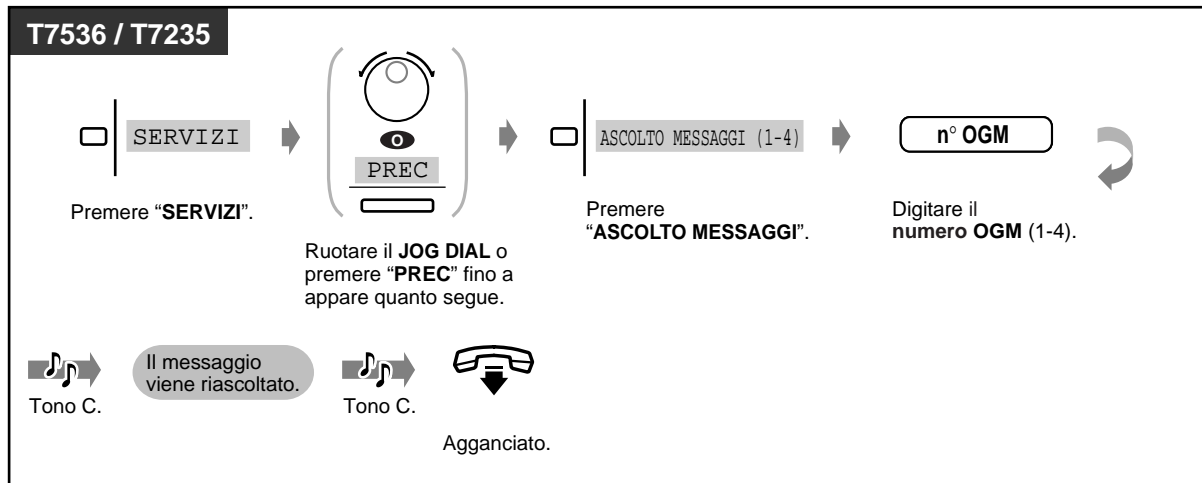 T7536 / T7235
SERVIZI
Premere “SERVIZI”.
O
PREC
Ruotare il JOG DIAL o
premere “PREC” fino a
appare quanto segue.
ASCOLTO MESSAGGI (1-4)
Premere
“ASCOLTO MESSAGGI”.
n° OGM
Digitare il
numero OGM (1-4).
Tono C.
Il messaggio
viene riascoltato.
Tono C.
Agganciato.